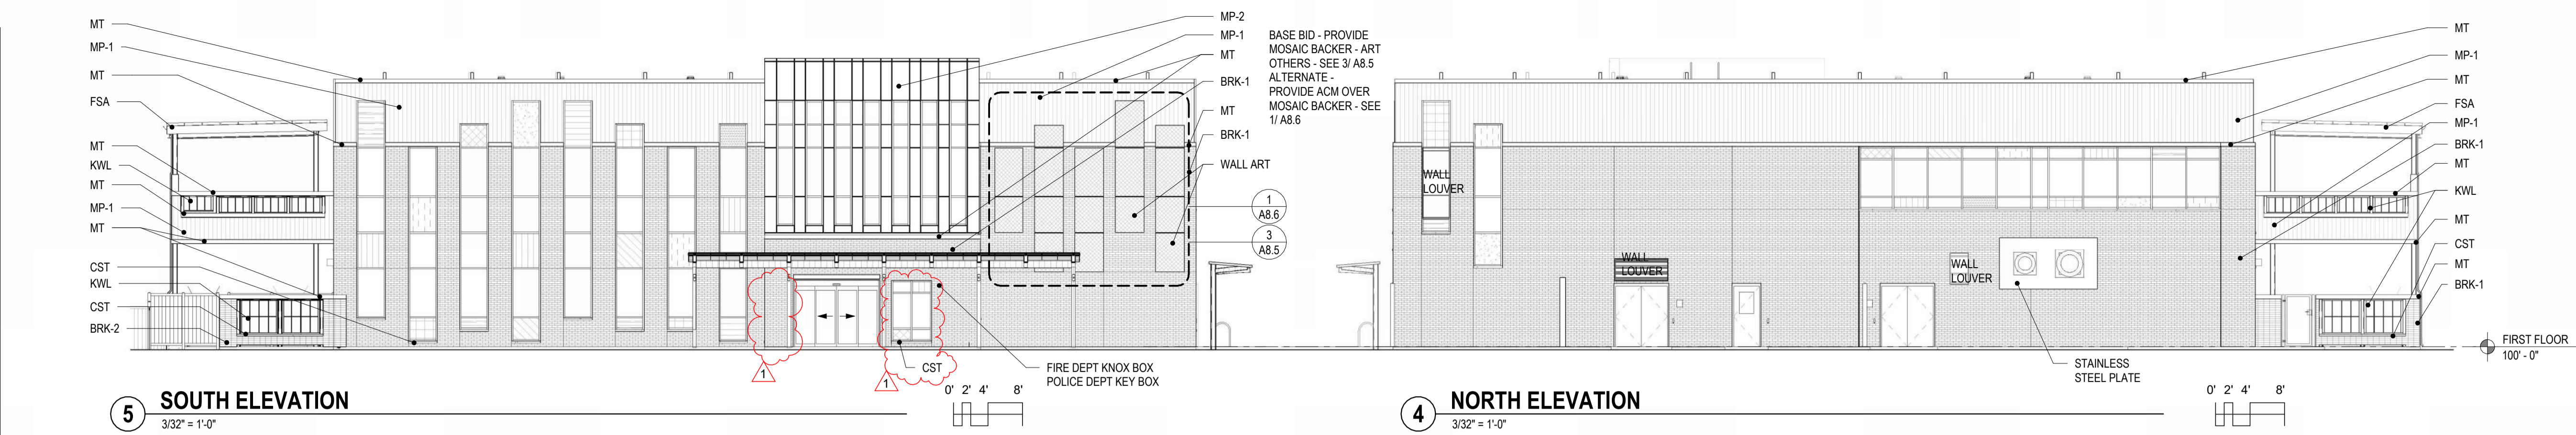 MT
MP-1
MT
FSA
MT
KWL
MT
MP-1
MT
CST
KWL
CST
BRK-2
MP-2
MP-1
MT
BRK-1
MT
BRK-1
WALL ART
BASE BID - PROVIDE
MOSAIC BACKER - ART
OTHERS - SEE 3/ A8.5
ALTERNATE -
PROVIDE ACM OVER
MOSAIC BACKER - SEE
1/ A8.6
1
A8.6
3
A8.5
CST
FIRE DEPT KNOX BOX
POLICE DEPT KEY BOX
1
1
5
SOUTH ELEVATION
3/32" = 1'-0"
0' 2' 4' 8'
WALL
LOUVER
WALL
LOUVER
WALL
LOUVER
MT
MP-1
MT
FSA
MP-1
BRK-1
MT
KWL
MT
CST
MT
BRK-1
STAINLESS
STEEL PLATE
FIRST FLOOR
100' - 0"
4
NORTH ELEVATION
3/32" = 1'-0"
0' 2' 4' 8'